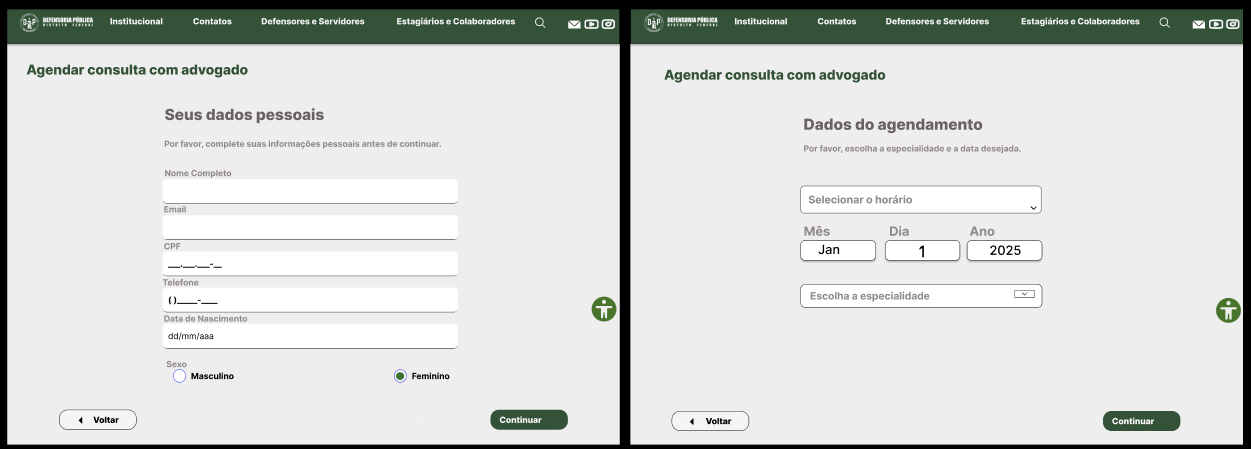 DEFENSORIA PÚBLICA
DISTRITO FEDERAL
Institucional
Contatos
Defensores e Servidores
Estagiários e Colaboradores
Agendar consulta com advogado
Seus dados pessoais
Por favor, complete suas informações pessoais antes de continuar.
Nome Completo
Email
CPF
___.___.___-__
Telefone
( )_____-____
Data de Nascimento
dd/mm/aaa
Sexo
Masculino
Feminino
Voltar
Continuar
DEFENSORIA PÚBLICA
DISTRITO FEDERAL
Institucional
Contatos
Defensores e Servidores
Estagiários e Colaboradores
Agendar consulta com advogado
Dados do agendamento
Por favor, escolha a especialidade e a data desejada.
Selecionar o horário
Mês
Dia
Ano
Jan
1
2025
Escolha a especialidade
Voltar
Continuar